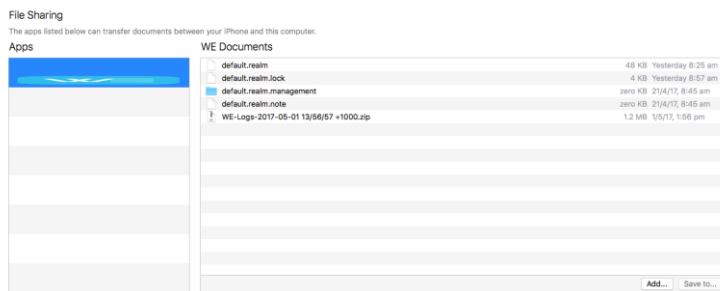 File Sharing
The apps listed below can transfer documents between your iPhone and this computer.
Apps
WE Documents
default.realm 48 KB Yesterday 8:25 am
default.realm.lock 4 KB Yesterday 8:57 am
default.realm.management zero KB 21/4/17, 8:45 am
default.realm.note zero KB 21/4/17, 8:45 am
WE-Logs-2017-05-01 13/56/57 +1000.zip 1.2 MB 1/5/17, 1:56 pm
Add... Save to...